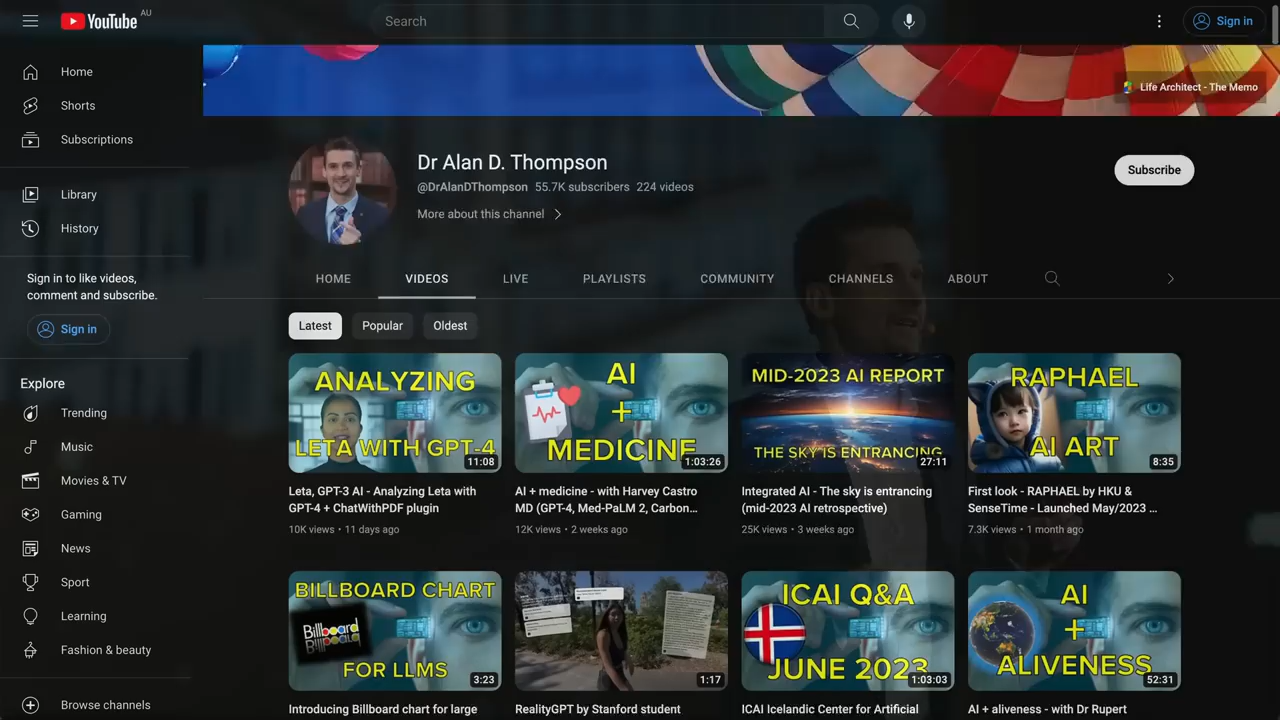 YouTube AU
Search
Sign in
Home
Shorts
Subscriptions
Library
History
Sign in to like videos,
comment and subscribe.
Sign in
Explore
Trending
Music
Movies & TV
Gaming
News
Sport
Learning
Fashion & beauty
Browse channels
Life Architect - The Memo
Dr Alan D. Thompson
@DrAlanDThompson 55.7K subscribers 224 videos
More about this channel
Subscribe
HOME VIDEOS LIVE PLAYLISTS COMMUNITY CHANNELS ABOUT
Latest Popular Oldest
ANALYZING
LETA WITH GPT-4
11:08
Leta, GPT-3 AI - Analyzing Leta with
GPT-4 + ChatWithPDF plugin
10K views • 11 days ago
AI
+
MEDICINE
1:03:26
AI + medicine - with Harvey Castro
MD (GPT-4, Med-PaLM 2, Carbon...
12K views • 2 weeks ago
MID-2023 AI REPORT
THE SKY IS ENTRANCING
27:11
Integrated AI - The sky is entrancing
(mid-2023 AI retrospective)
25K views • 3 weeks ago
RAPHAEL
AI ART
8:35
First look - RAPHAEL by HKU &
SenseTime - Launched May/2023 ...
7.3K views • 1 month ago
BILLBOARD CHART
Billboard
FOR LLMS
3:23
Introducing Billboard chart for large
1:17
RealityGPT by Stanford student
ICAI Q&A
JUNE 2023
1:03:03
ICAI Icelandic Center for Artificial
AI
+
ALIVENESS
52:31
AI + aliveness - with Dr Rupert